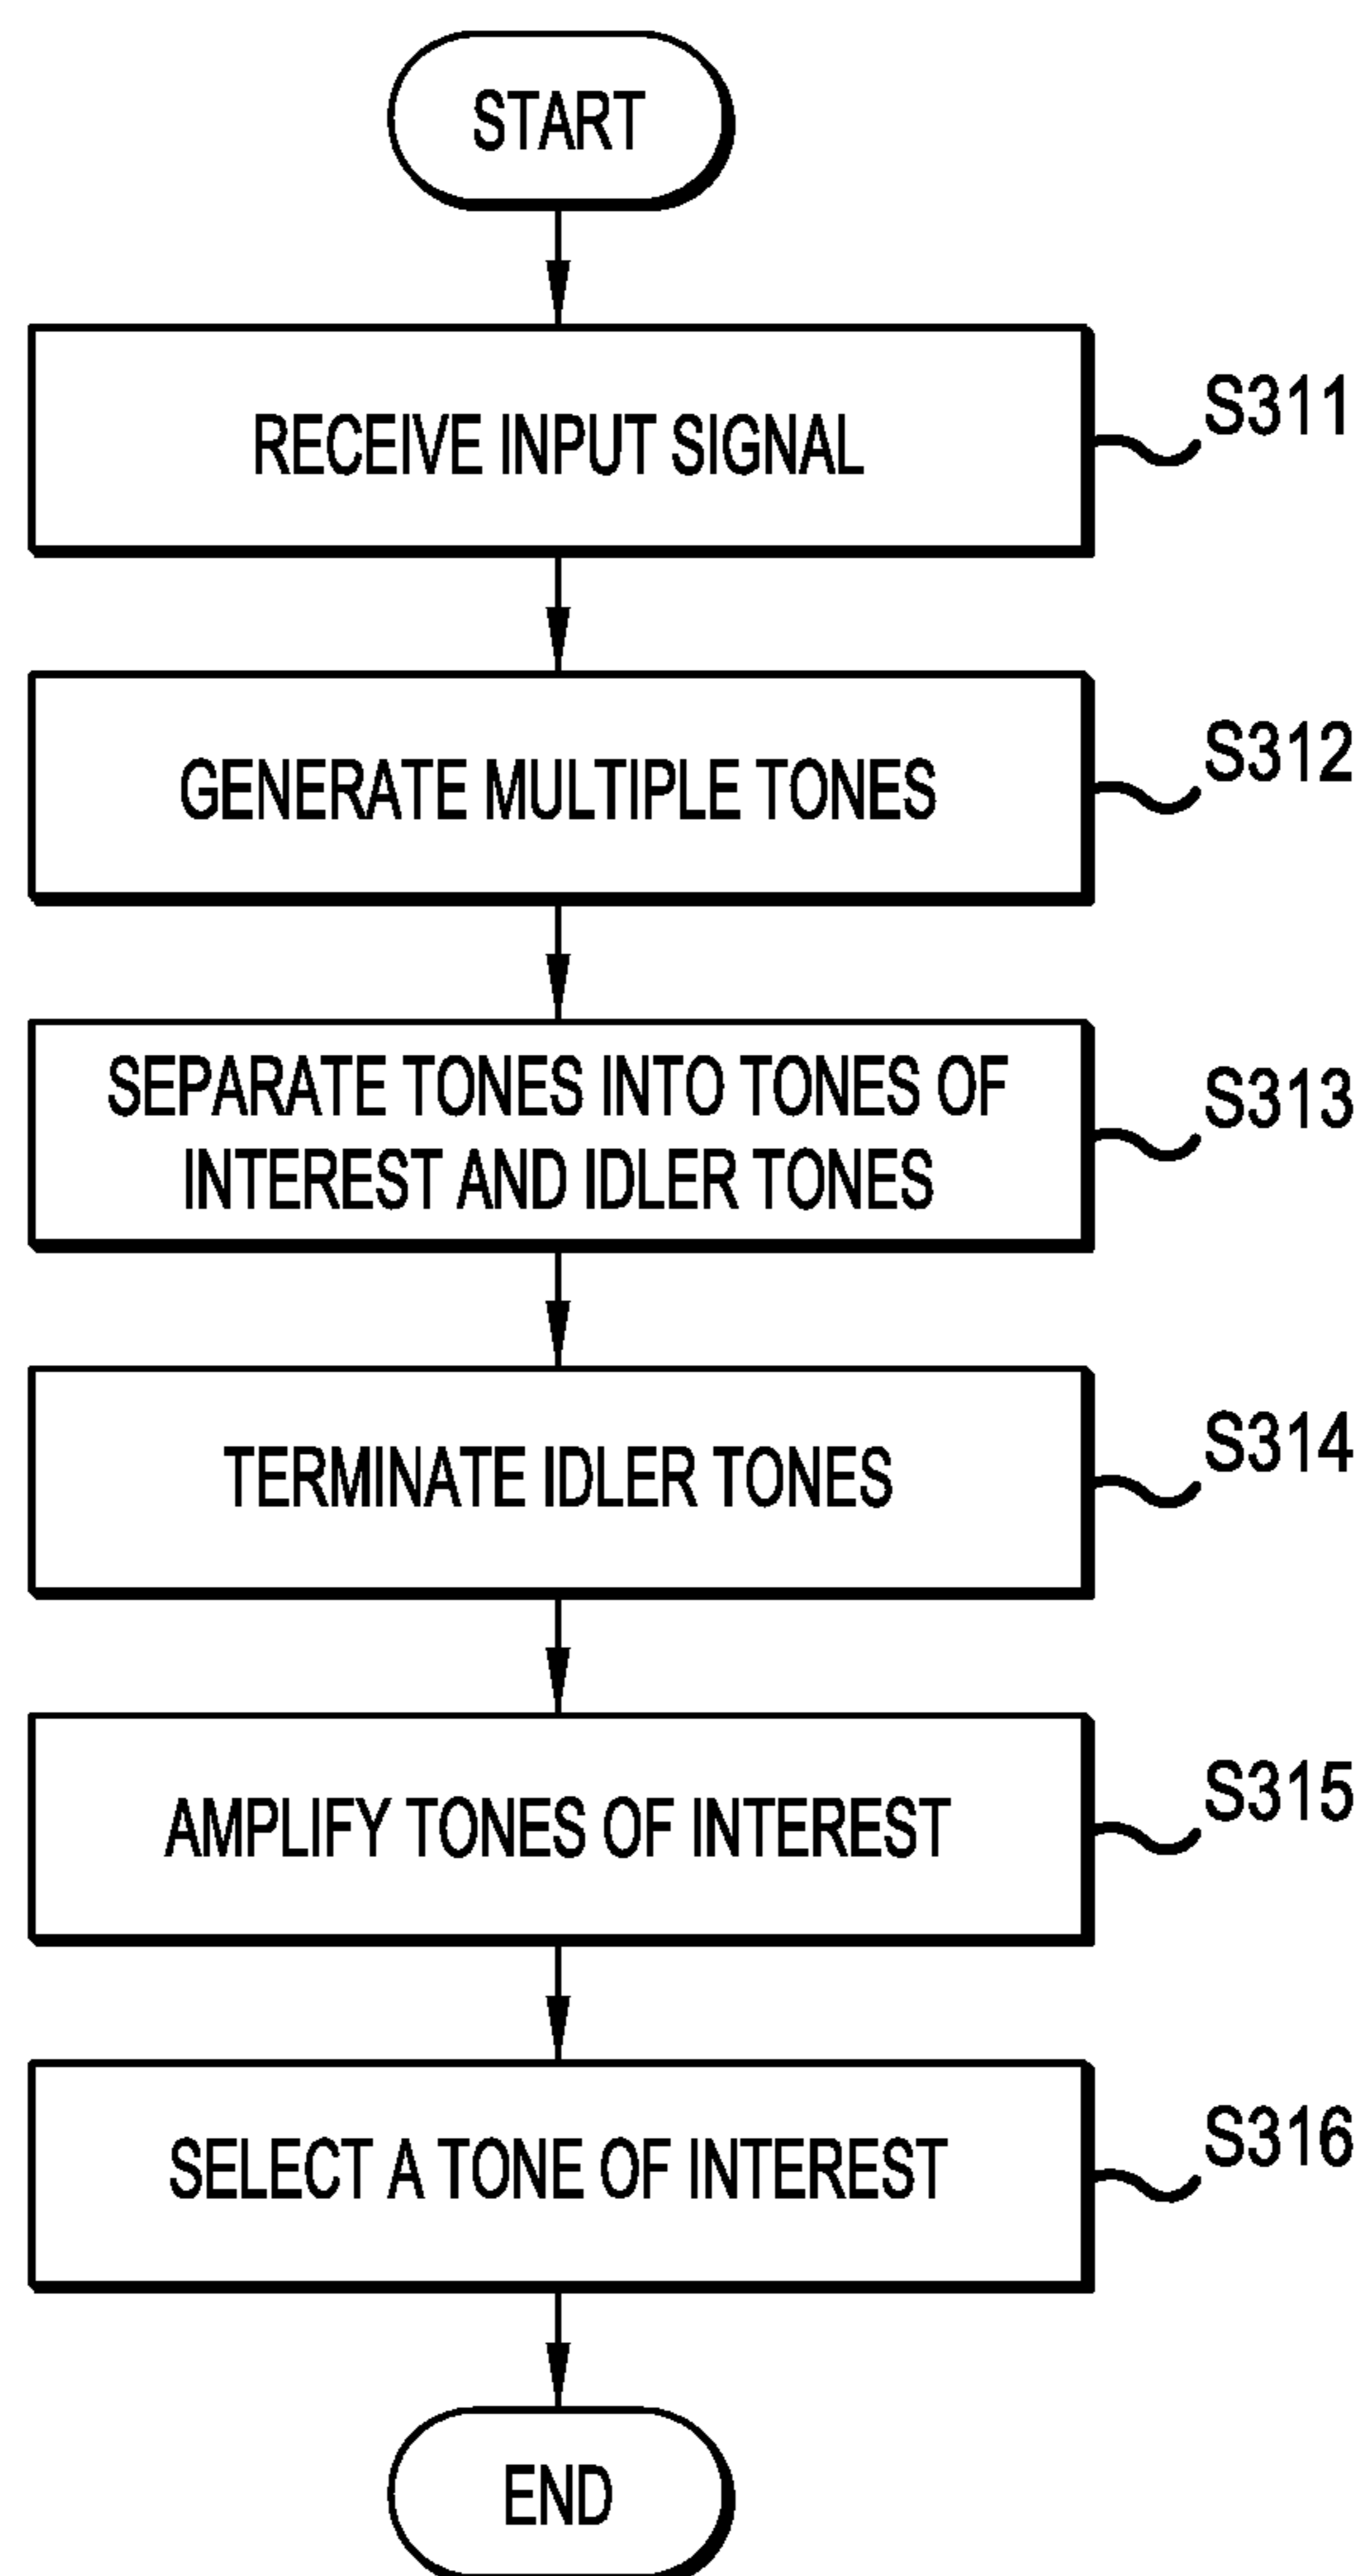 START
RECEIVE INPUT SIGNAL
S311
GENERATE MULTIPLE TONES
S312
SEPARATE TONES INTO TONES OF
INTEREST AND IDLER TONES
S313
TERMINATE IDLER TONES
S314
AMPLIFY TONES OF INTEREST
S315
SELECT A TONE OF INTEREST
S316
END